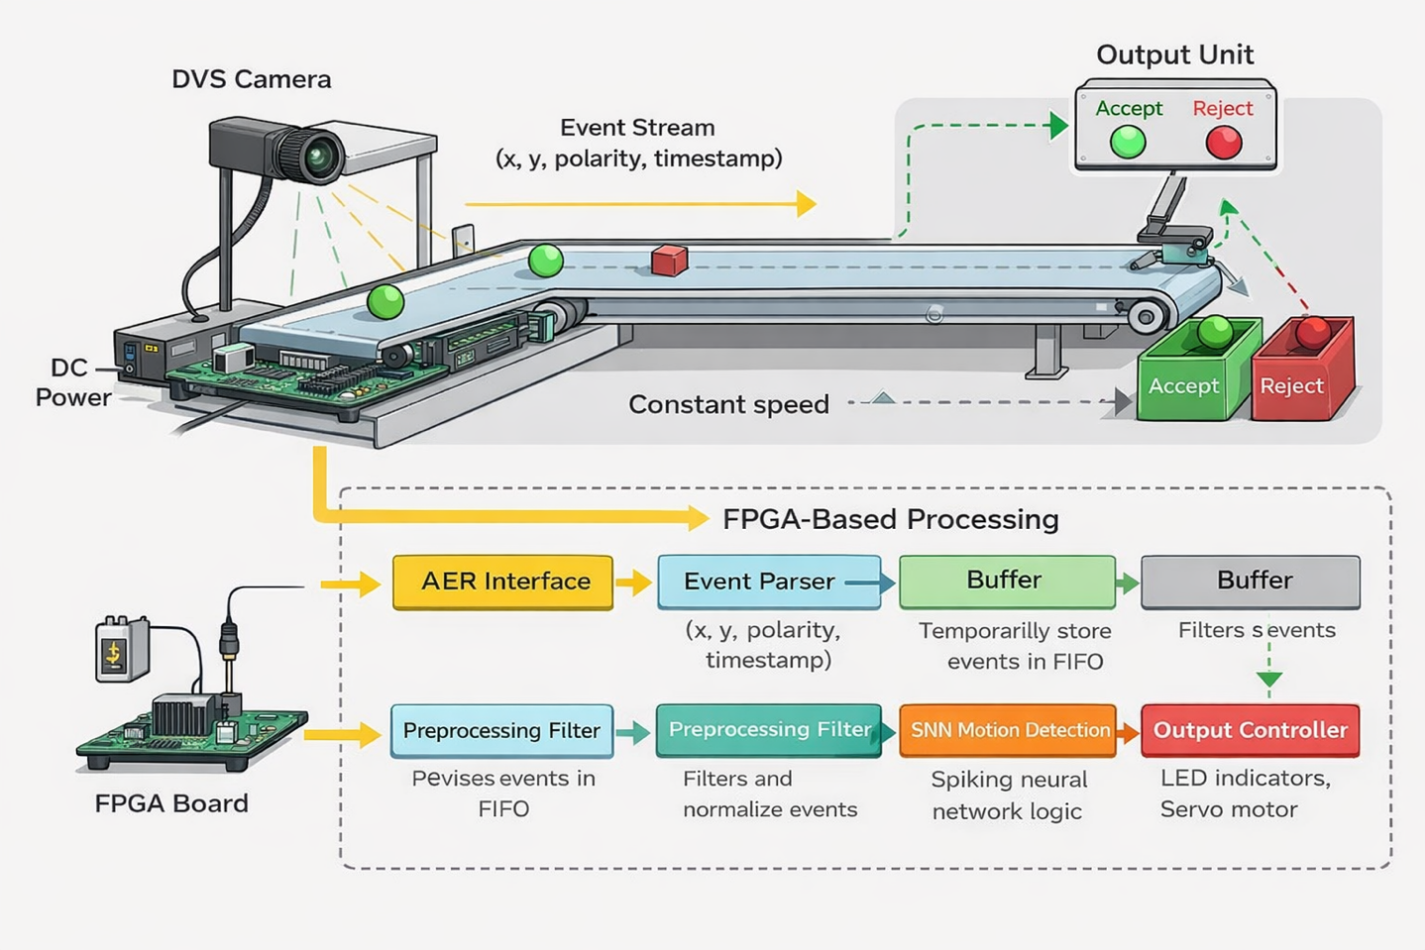 DVS Camera
Output Unit
Accept Reject
Event Stream
(x, y, polarity, timestamp)
DC
Power
Constant speed
Accept
Reject
FPGA-Based Processing
AER Interface
Event Parser
Buffer
Buffer
(x, y, polarity,
timestamp)
Temporarilly store
events in FIFO
Filters s events
Preprocessing Filter
Preprocessing Filter
SNN Motion Detection
Output Controller
Pevises events in
FIFO
Filters and
normalize events
Spiking neural
network logic
LED indicators,
Servo motor
FPGA Board